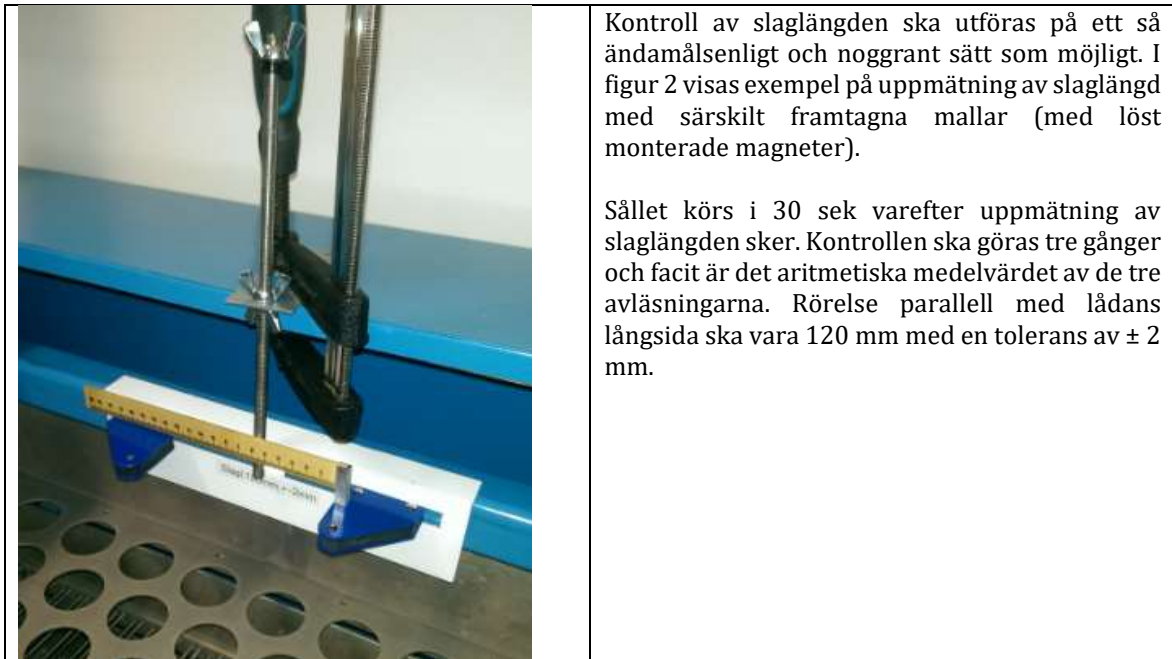 Kontroll av slaglängden ska utföras på ett så
ändamålsenligt och noggrant sätt som möjligt. I
figur 2 visas exempel på uppmätning av slaglängd
med särskilt framtagna mallar (med löst
monterade magneter).
Sållet körs i 30 sek varefter uppmätning av
slaglängden sker. Kontrollen ska göras tre gånger
och facit är det aritmetiska medelvärdet av de tre
avläsningarna. Rörelse parallell med lådans
långsida ska vara 120 mm med en tolerans av ± 2
mm.